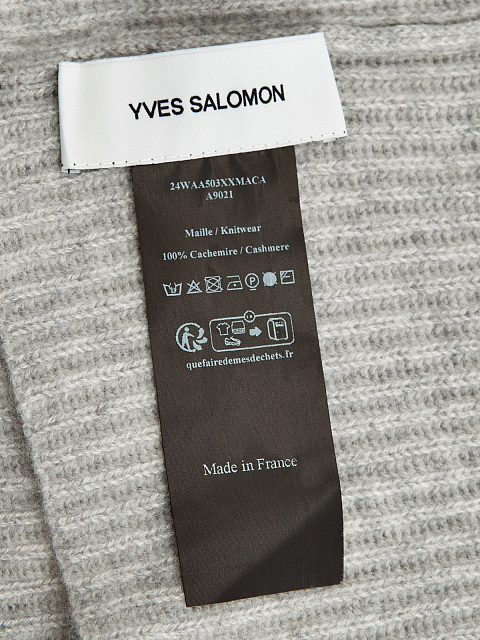 YVES SALOMON
24WAA503XXMACA
A9021
Maille / Knitwear
100% Cachemire / Cashmere
P
quefairedemesdechets.fr
Made in France